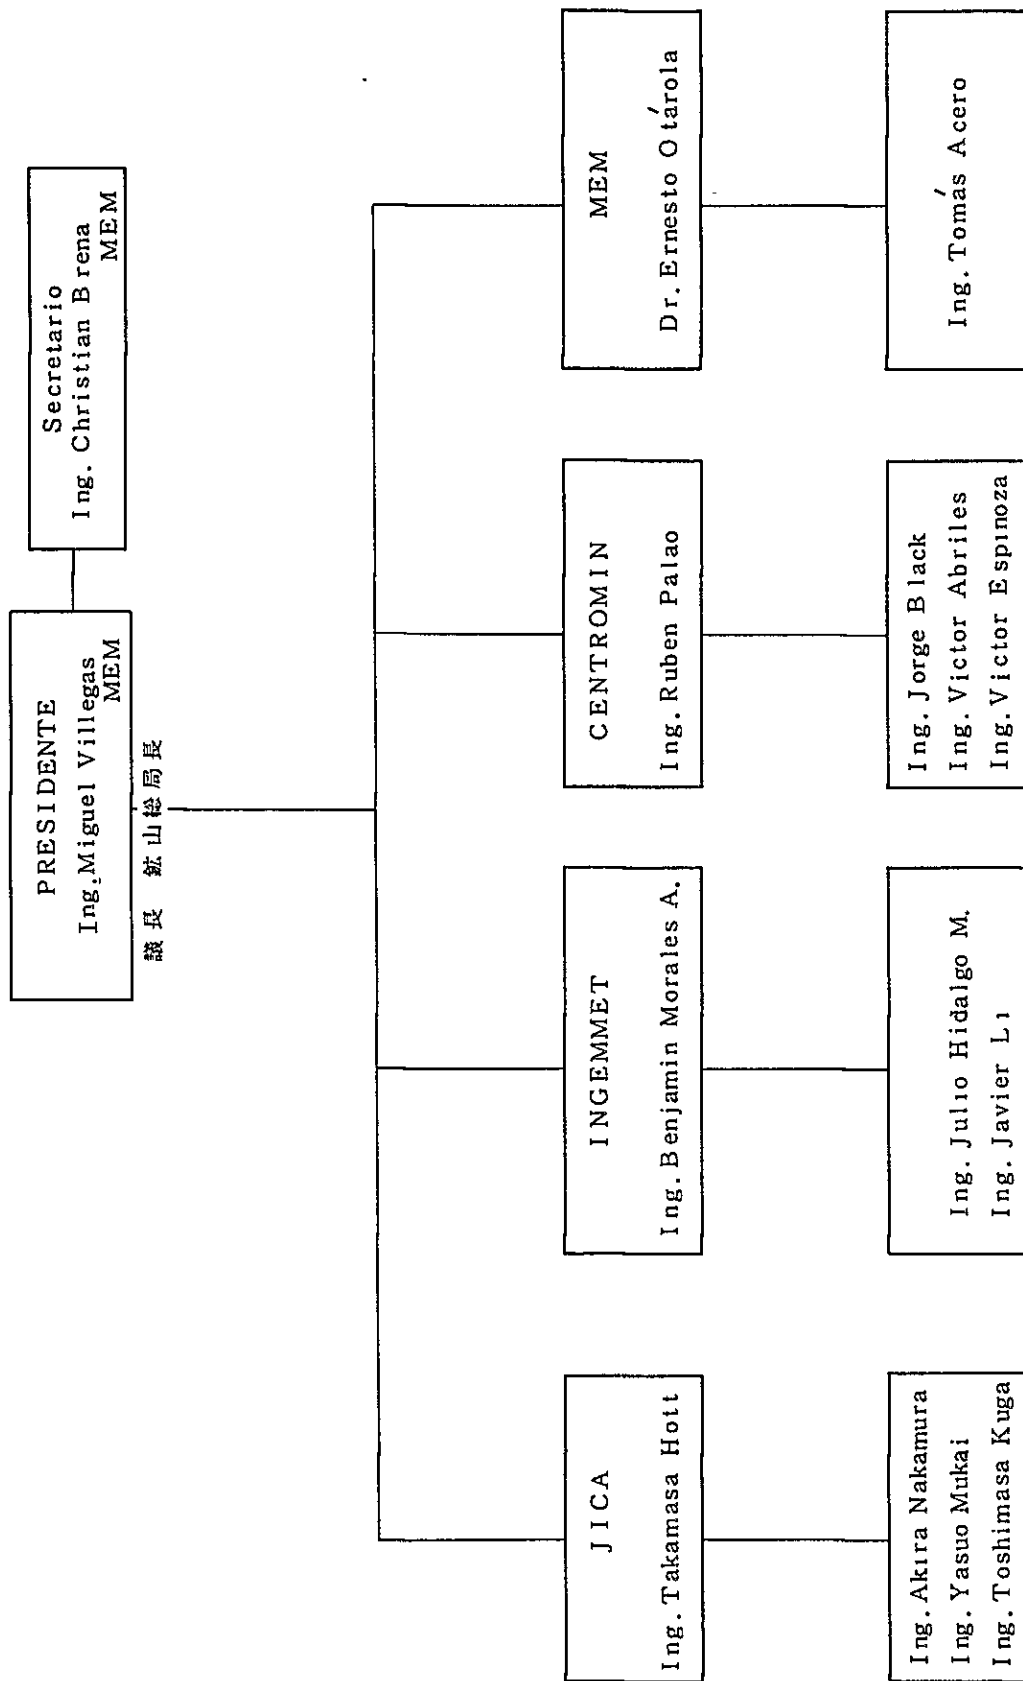 PRESIDENTE
Ing. Miguel Villegas
MEM
議長 鉱山総局長
Secretario
Ing. Christian Brena
MEM
JICA
Ing. Takamasa Hott
INGEMMET
Ing. Benjamin Morales A.
CENTROMIN
Ing. Ruben Palao
MEM
Dr. Ernesto Otárola
Ing. Akira Nakamura
Ing. Yasuo Mukai
Ing. Toshimasa Kuga
Ing. Julio Hidalgo M.
Ing. Javier Li
Ing. Jorge Black
Ing. Victor Abriles
Ing. Victor Espinoza
Ing. Tomás Acero